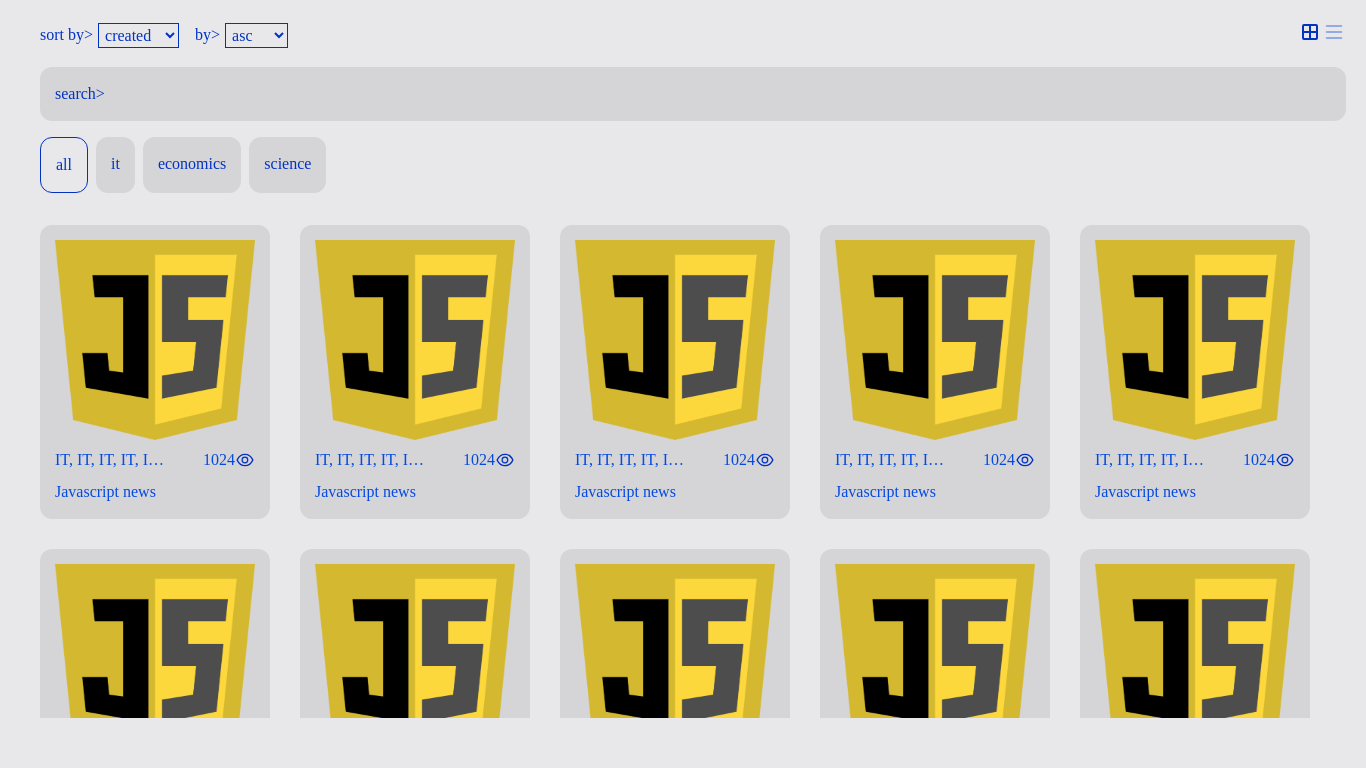 sort by> created by> asc
search>
all it economics science
JS JS JS JS JS
IT, IT, IT, IT, I… 1024 IT, IT, IT, IT, I… 1024 IT, IT, IT, IT, I… 1024 IT, IT, IT, IT, I… 1024 IT, IT, IT, IT, I… 1024
Javascript news Javascript news Javascript news Javascript news Javascript news
JS JS JS JS JS